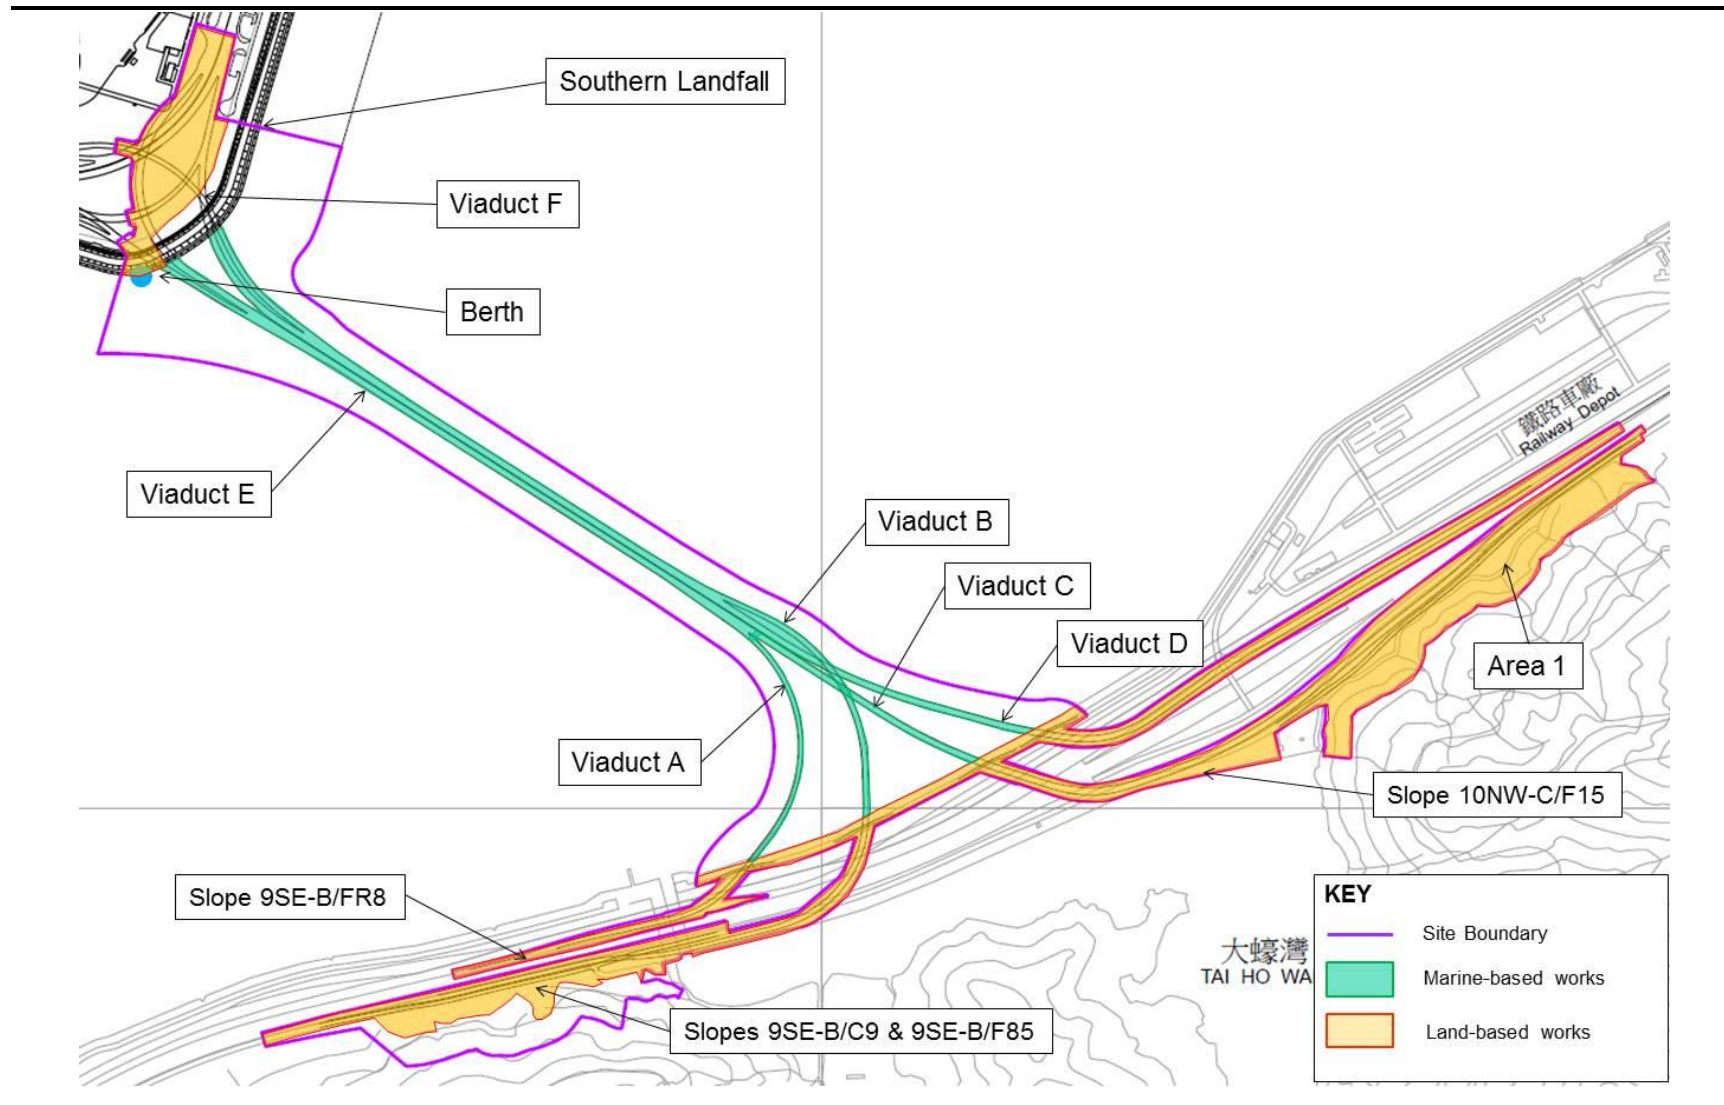 Southern Landfall
Viaduct F
Berth
鐵路車廠
Railway Depot
Viaduct E
Viaduct B
Viaduct C
Viaduct D
Area 1
Viaduct A
Slope 10NW-C/F15
Slope 9SE-B/FR8
大蠔灣
TAI HO WA
Slopes 9SE-B/C9 & 9SE-B/F85
KEY
Site Boundary
Marine-based works
Land-based works